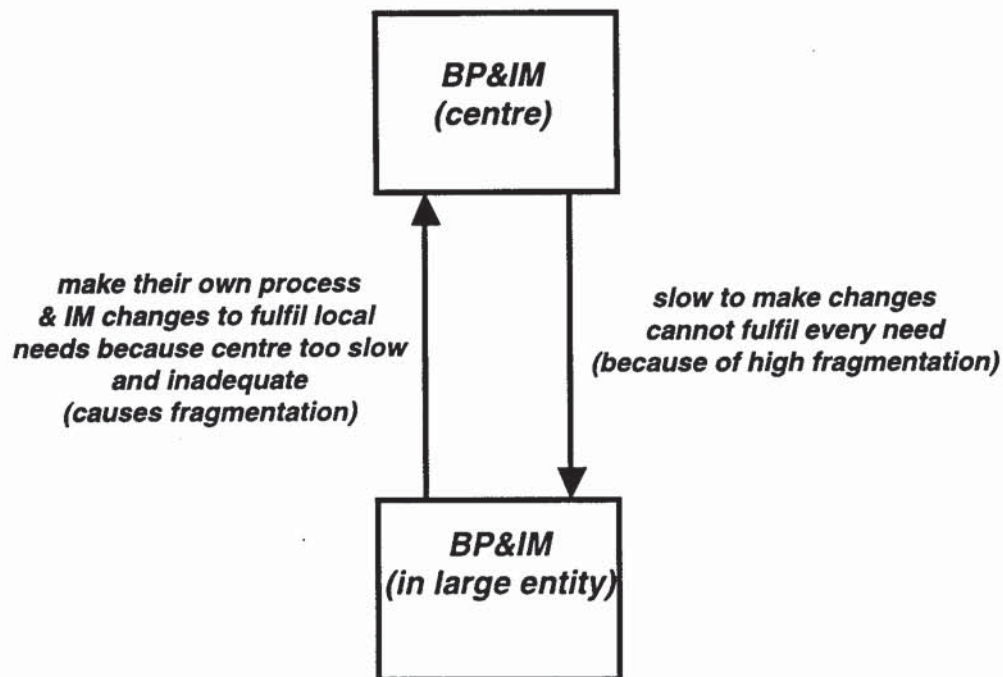 BP&IM
(centre)
make their own process
& IM changes to fulfil local
needs because centre too slow
and inadequate
(causes fragmentation)
slow to make changes
cannot fulfil every need
(because of high fragmentation)
BP&IM
(in large entity)